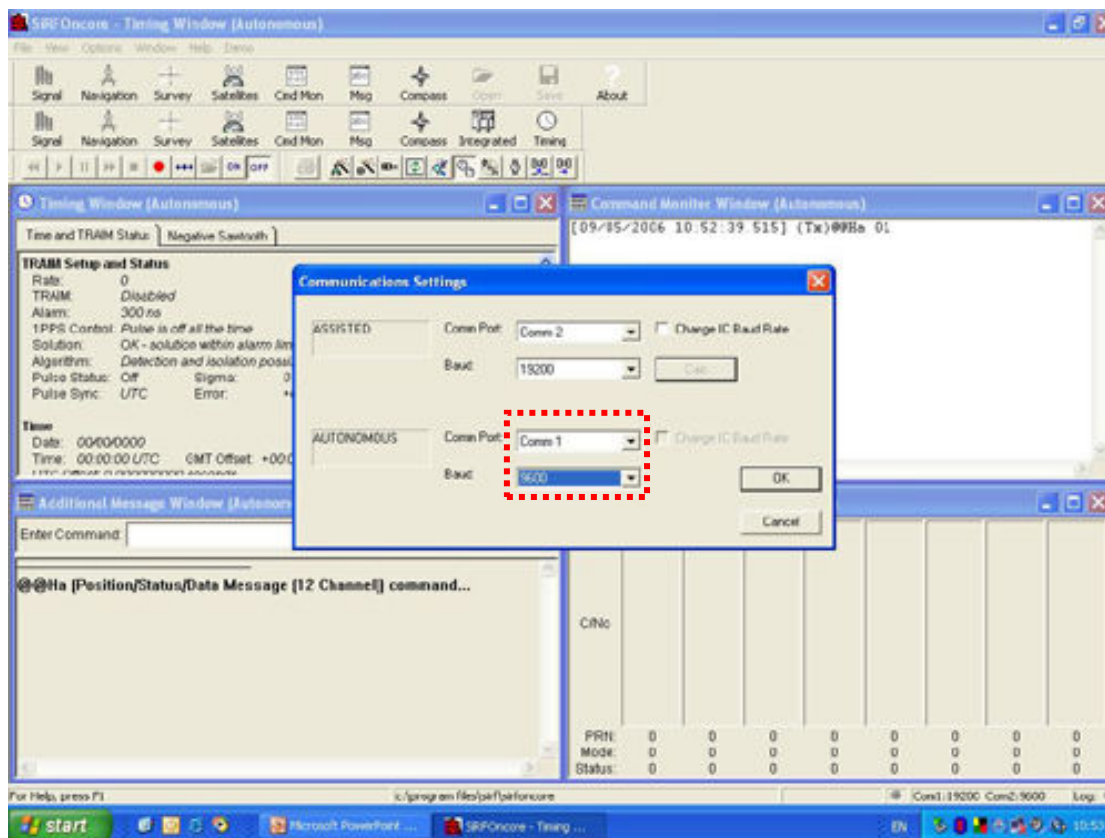 SiRFOncore - Timing Window (Autonomous)
File View Options Window Help Demo
Signal Navigation Survey Satellites Cmd Mon Msg Compass Open Save About
Signal Navigation Survey Satellites Cmd Mon Msg Compass Integrated Timing
ON OFF
Timing Window (Autonomous)
Time and TRAIM Status Negative Sawtooth
TRAIM Setup and Status
Rate: 0
TRAIM: Disabled
Alarm: 300 ns
1PPS Control: Pulse is off all the time
Solution: OK - solution within alarm lim
Algorithm: Detection and isolation possi
Pulse Status: Off Sigma: 0
Pulse Sync: UTC Error:
Time
Date: 00/00/0000
Time: 00:00:00 UTC GMT Offset: +00:0
Command Moniter Window (Autonomous)
[09/05/2006 10:52:39 515] (Tx)@@Ha 01
Communications Settings
ASSISTED
Comm Port: Comm 2
Change IC Baud Rate
Baud: 19200
AUTONOMOUS
Comm Port: Comm 1
Change IC Baud Rate
Baud: 9600
OK
Cancel
Additional Message Window (Autonom
Enter Command:
@@Ha [Position/Status/Data Message (12 Channel)] command...
C/No
PRN: 0 0 0 0 0 0 0 0
Mode: 0 0 0 0 0 0 0 0
Status: 0 0 0 0 0 0 0 0
For Help, press F1
c:\program files\sirf\sirfoncore
Com1:19200 Com2:9600 Log:
start
Microsoft PowerPoint ...
SiRFOncore - Timing ...
EN
10:53